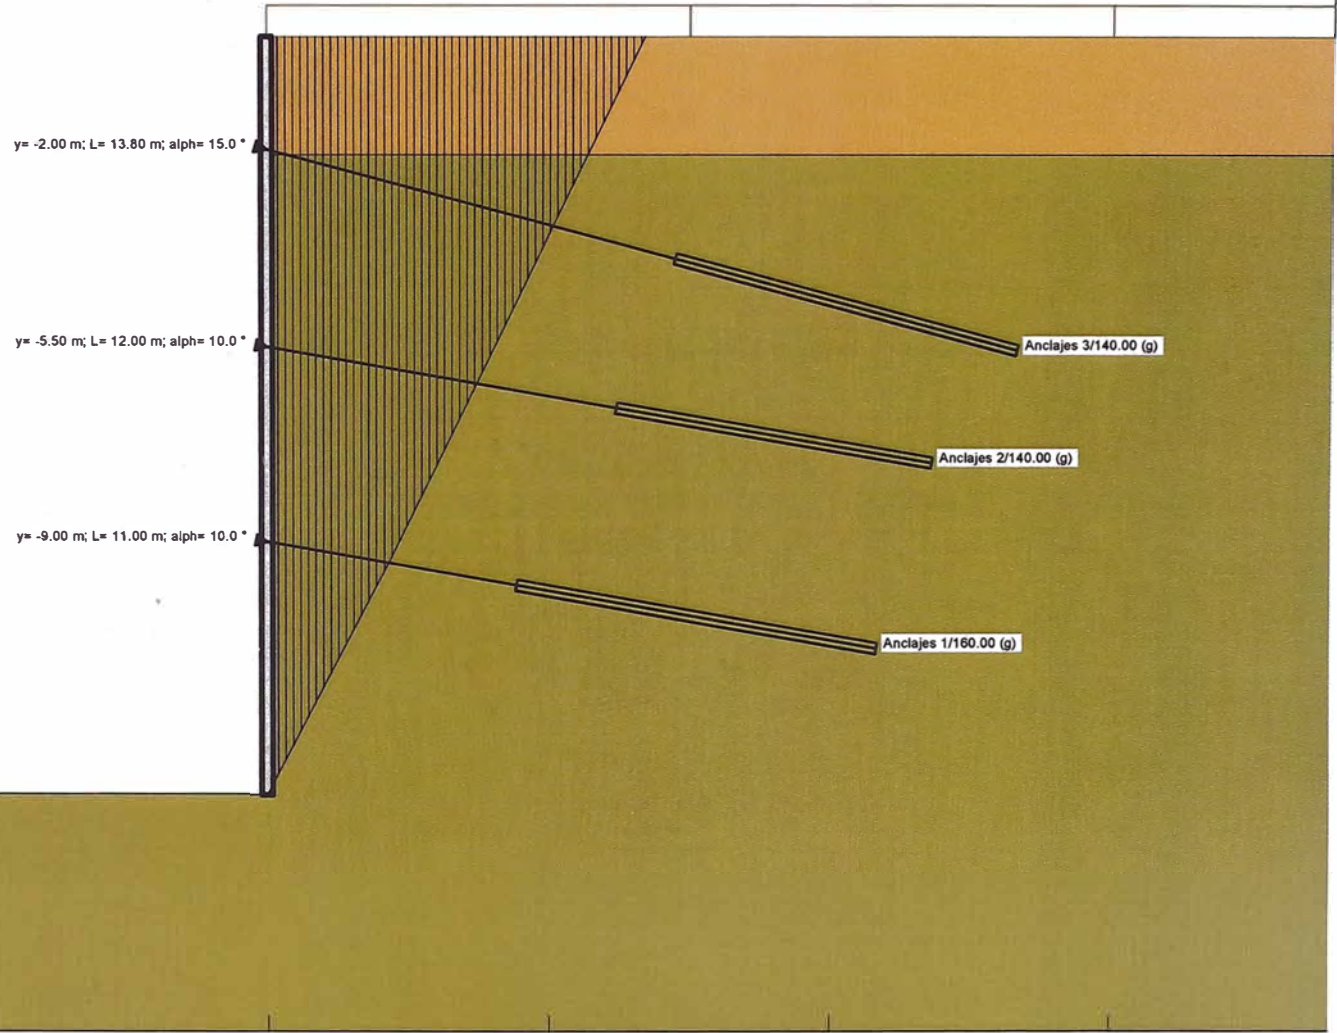 y= -2.00 m; L= 13.80 m; alph= 15.0 °
Anclajes 3/140.00 (g)
y= -5.50 m; L= 12.00 m; alph= 10.0 °
Anclajes 2/140.00 (g)
y= -9.00 m; L= 11.00 m; alph= 10.0 °
Anclajes 1/160.00 (g)